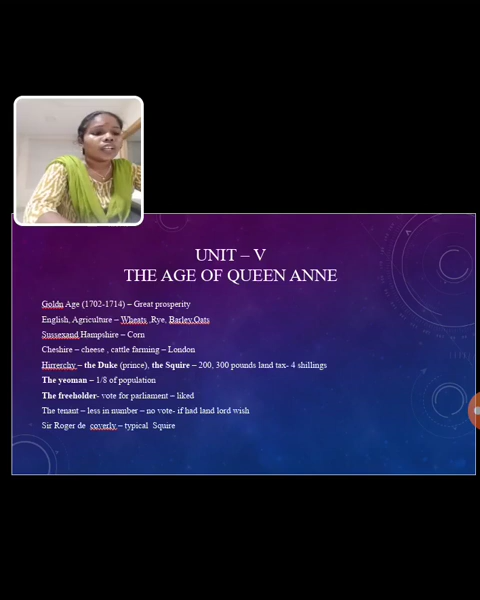 UNIT – V
THE AGE OF QUEEN ANNE
Goldn Age (1702-1714) – Great prosperity
English, Agriculture – Wheats ,Rye, Barley,Oats
Sussexand Hampshire – Corn
Cheshire – cheese , cattle farming – London
Hirrerchy – the Duke (prince), the Squire – 200, 300 pounds land tax- 4 shillings
The yeoman – 1/8 of population
The freeholder- vote for parliament – liked
The tenant – less in number – no vote- if had land lord wish
Sir Roger de coverly – typical Squire